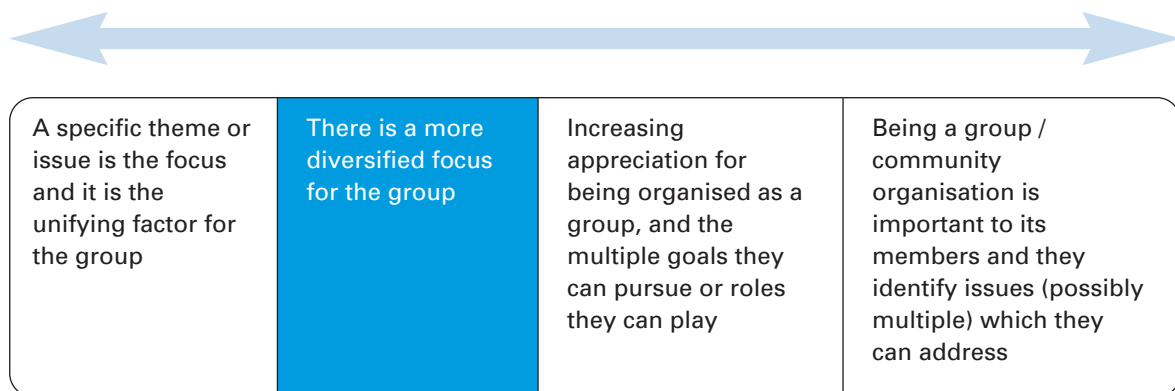 A specific theme or
issue is the focus
and it is the
unifying factor for
the group
There is a more
diversified focus
for the group
Increasing
appreciation for
being organised as a
group, and the
multiple goals they
can pursue or roles
they can play
Being a group /
community
organisation is
important to its
members and they
identify issues (possibly
multiple) which they
can address